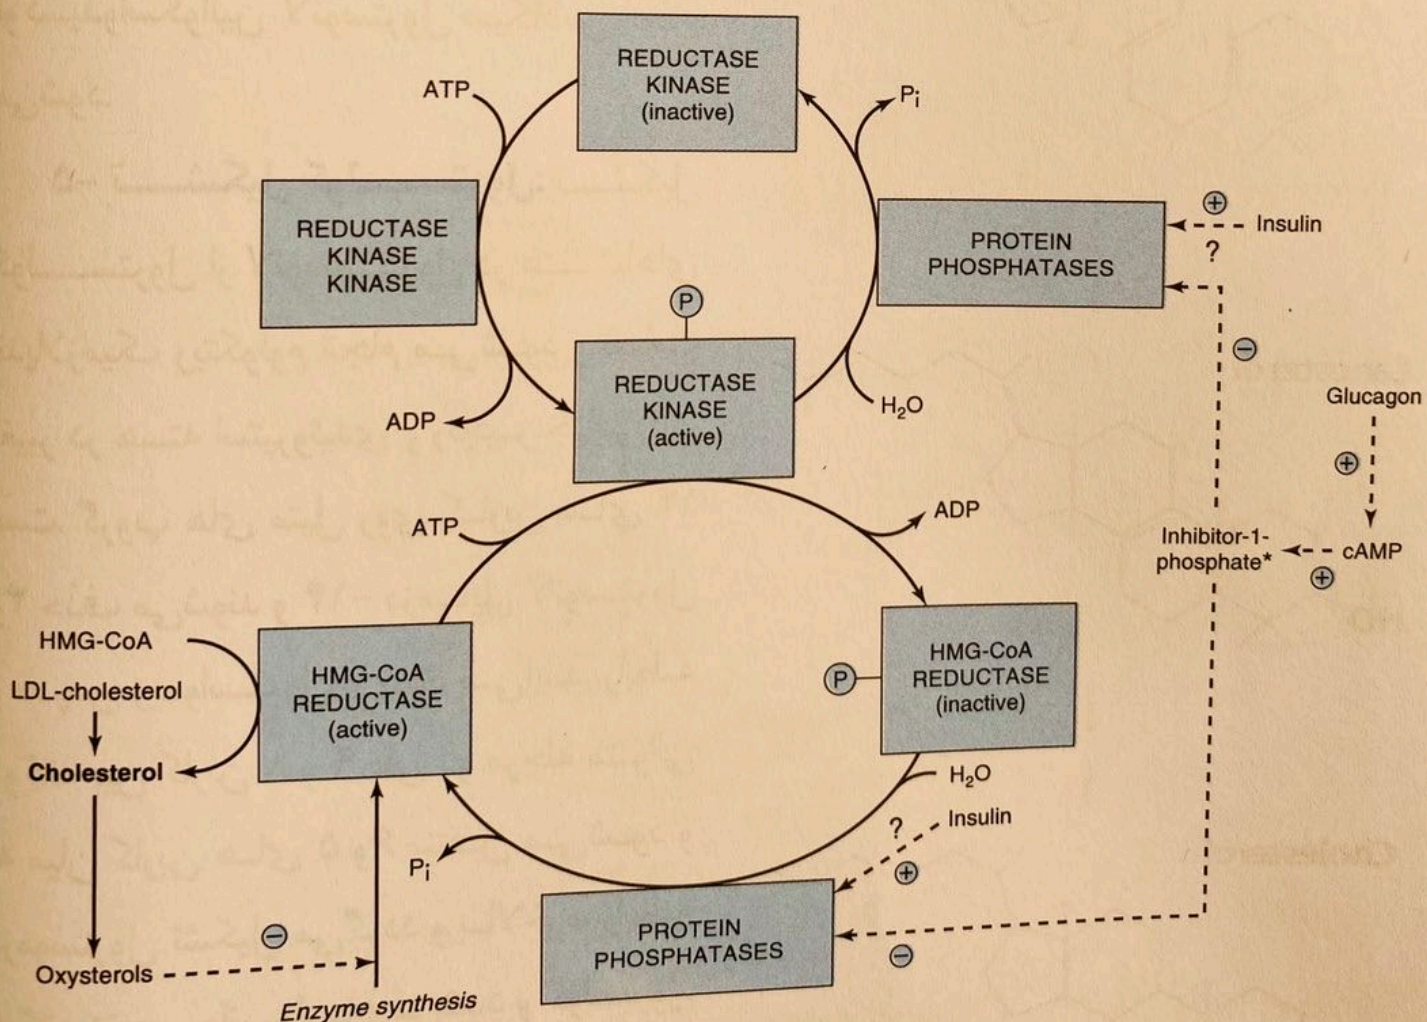 REDUCTASE
KINASE
(inactive)
ATP
Pi
REDUCTASE
KINASE
KINASE
PROTEIN
PHOSPHATASES
+
Insulin
?
P
−
REDUCTASE
KINASE
(active)
ADP
H₂O
Glucagon
+
ATP
ADP
Inhibitor-1-
phosphate*
cAMP
+
HMG-CoA
LDL-cholesterol
Cholesterol
HMG-CoA
REDUCTASE
(active)
P
HMG-CoA
REDUCTASE
(inactive)
H₂O
Insulin
?
+
Pi
PROTEIN
PHOSPHATASES
−
−
Oxysterols
Enzyme synthesis